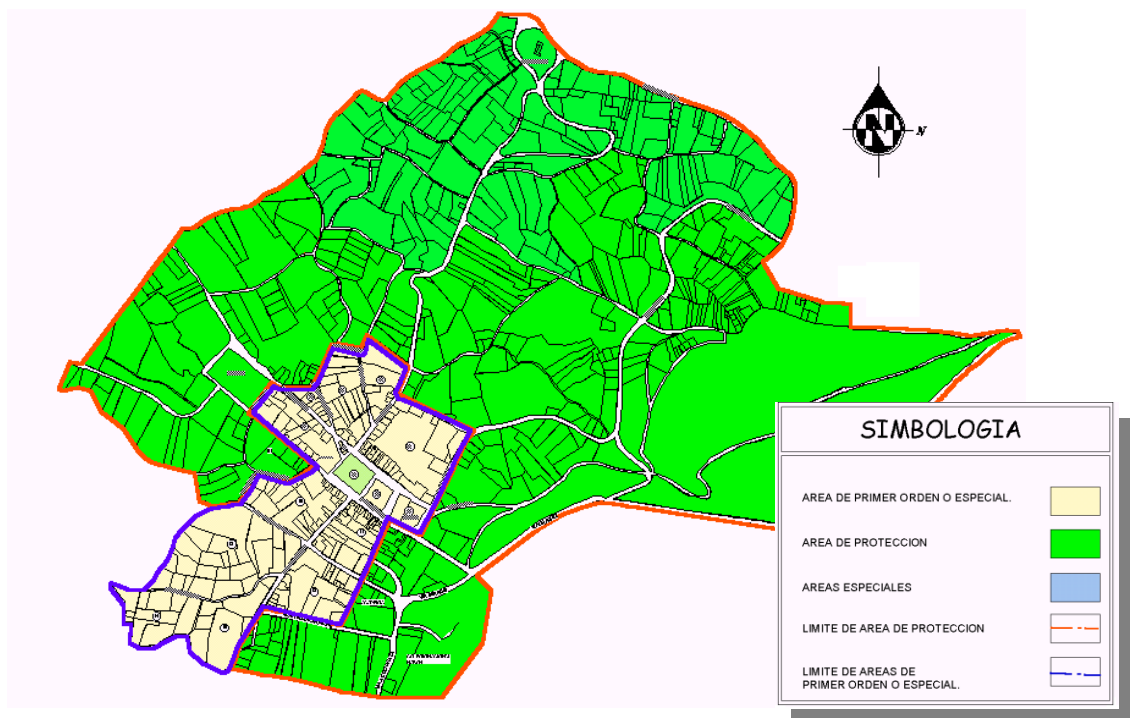 N
N
SIMBOLOGIA
AREA DE PRIMER ORDEN O ESPECIAL.
AREA DE PROTECCION
AREAS ESPECIALES
LIMITE DE AREA DE PROTECCION
LIMITE DE AREAS DE
PRIMER ORDEN O ESPECIAL.